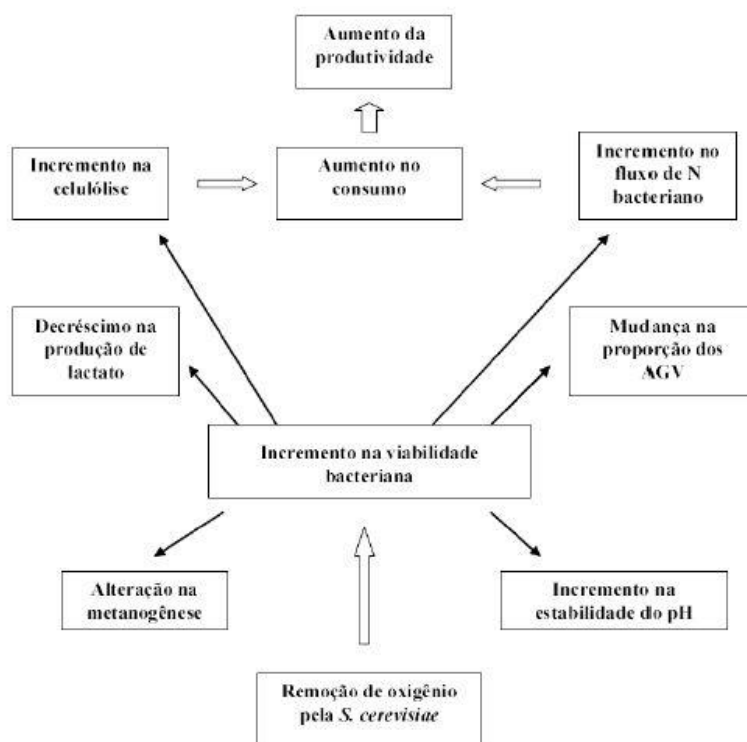 Aumento da
produtividade
Incremento na
celulólise
Aumento no
consumo
Incremento no
fluxo de N
bacteriano
Decréscimo na
produção de
lactato
Mudança na
proporção dos
AGV
Incremento na viabilidade
bacteriana
Alteração na
metanogênese
Incremento na
estabilidade do pH
Remoção de oxigênio
pela S. cerevisiae